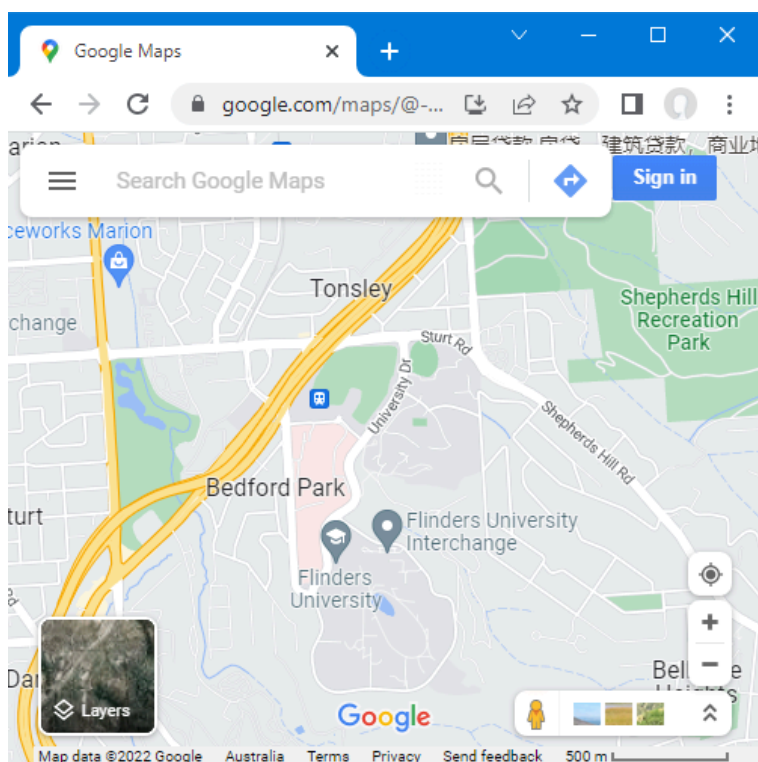 Google Maps
google.com/maps/@-...
房贷、建筑贷款、商业地
Search Google Maps
Sign in
ceworks Marion
Tonsley
change
Shepherds Hill
Recreation
Park
Sturt Rd
University Dr
Shepherds Hill Rd
Bedford Park
turt
Flinders University
Interchange
Flinders
University
Layers
Google
Map data ©2022 Google Australia Terms Privacy Send feedback 500 m